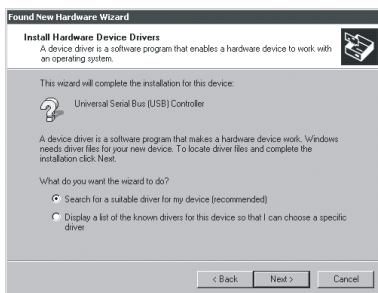 Found New Hardware Wizard
Install Hardware Device Drivers
A device driver is a software program that enables a hardware device to work with
an operating system.
This wizard will complete the installation for this device:
Universal Serial Bus (USB) Controller
A device driver is a software program that makes a hardware device work. Windows
needs driver files for your new device. To locate driver files and complete the
installation click Next.
What do you want the wizard to do?
Search for a suitable driver for my device (recommended)
Display a list of the known drivers for this device so that I can choose a specific
driver
< Back Next > Cancel